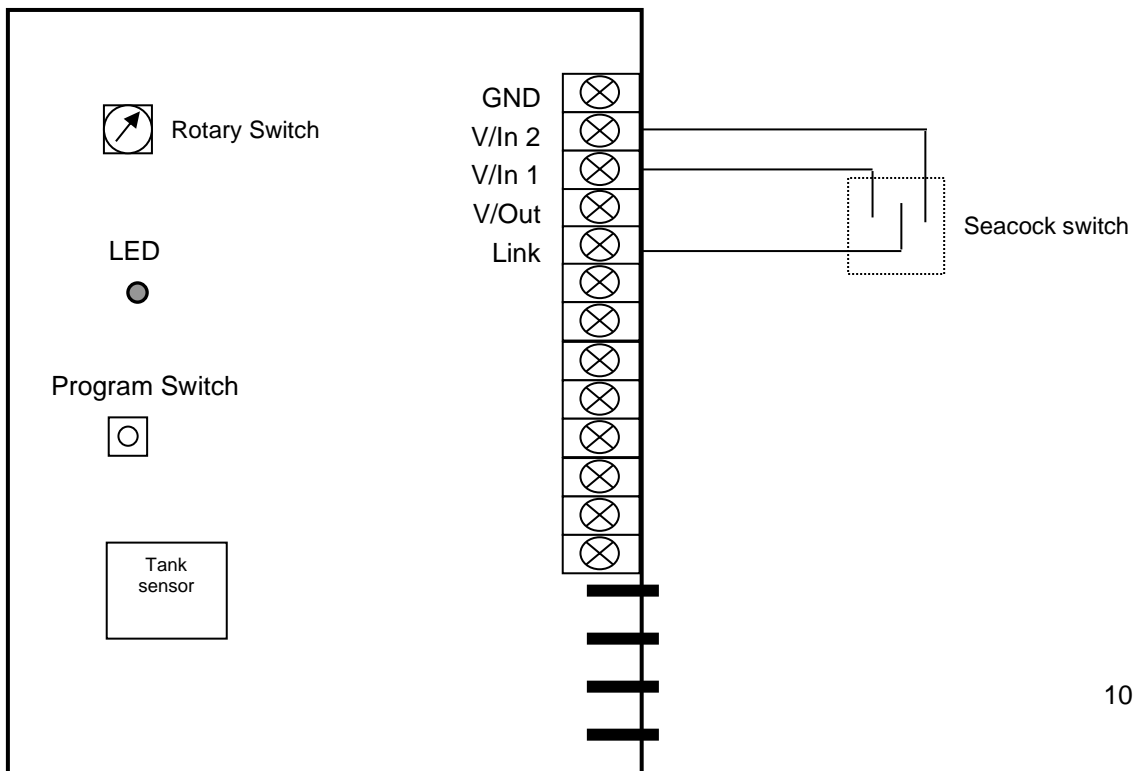 GND
Rotary Switch
V/In 2
V/In 1
V/Out
Seacock switch
LED
Link
Program Switch
Tank
sensor
10